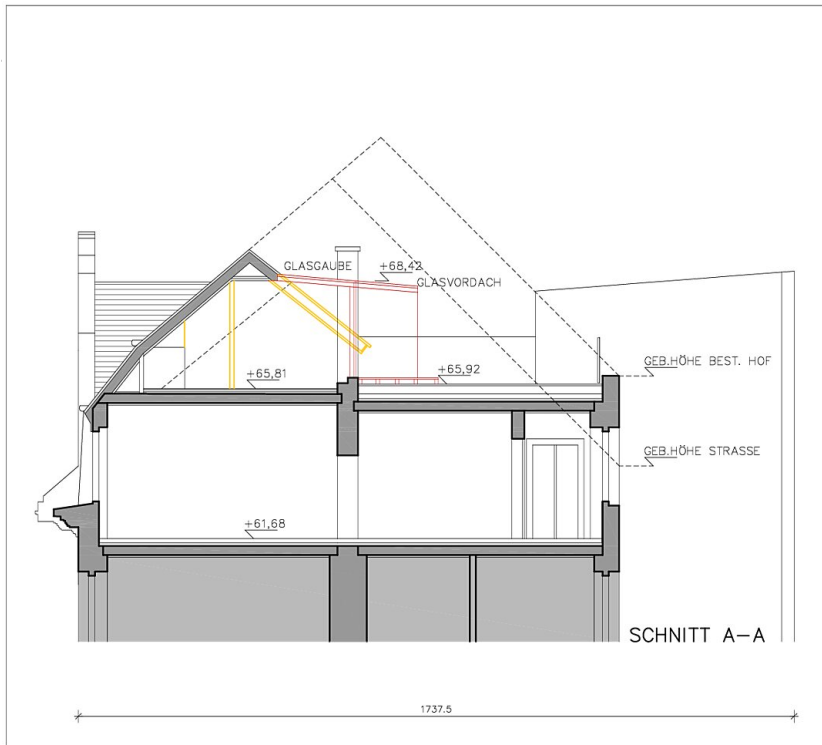 GLASGAUBE
+68,42
GLASVORDACH
+65,81
+65,92
GEB.HÖHE BEST. HOF
GEB.HÖHE STRASSE
+61,68
SCHNITT A-A
1737.5